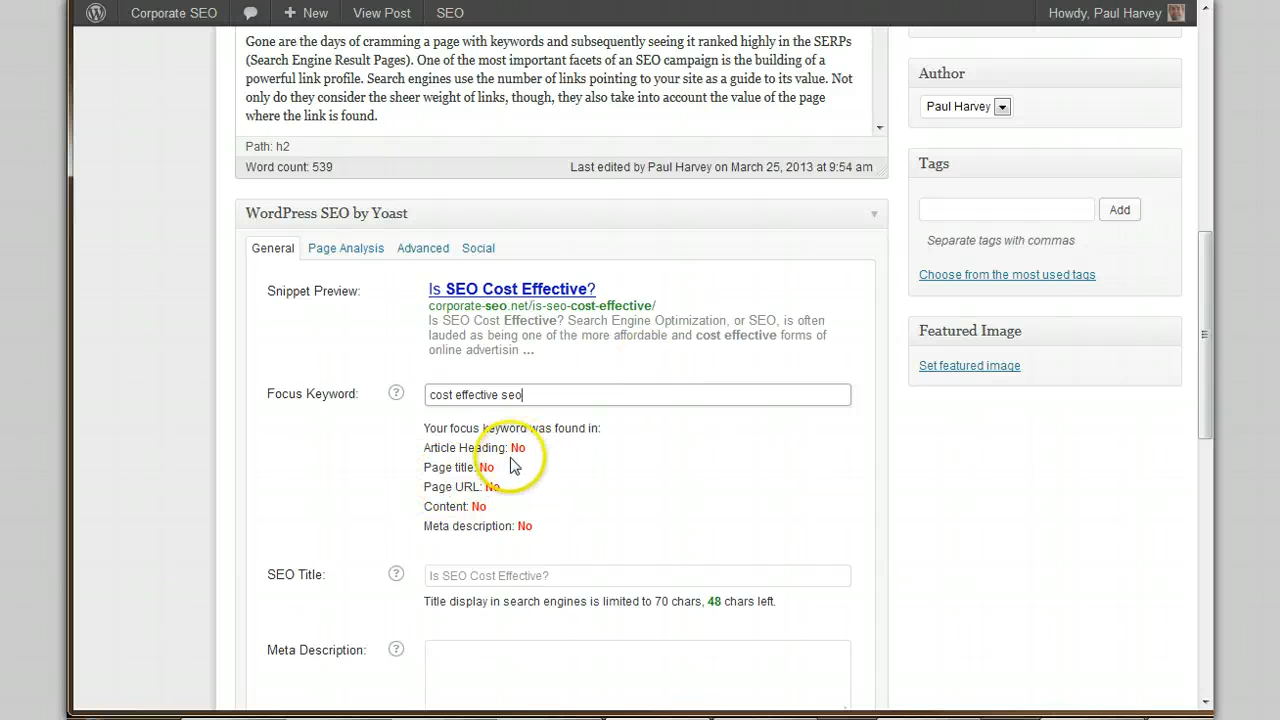 Corporate SEO New View Post SEO Howdy, Paul Harvey
Gone are the days of cramming a page with keywords and subsequently seeing it ranked highly in the SERPs
(Search Engine Result Pages). One of the most important facets of an SEO campaign is the building of a
powerful link profile. Search engines use the number of links pointing to your site as a guide to its value. Not
only do they consider the sheer weight of links, though, they also take into account the value of the page
where the link is found.
Path: h2
Word count: 539 Last edited by Paul Harvey on March 25, 2013 at 9:54 am
WordPress SEO by Yoast
General Page Analysis Advanced Social
Snippet Preview:
Is SEO Cost Effective?
corporate-seo.net/is-seo-cost-effective/
Is SEO Cost Effective? Search Engine Optimization, or SEO, is often
lauded as being one of the more affordable and cost effective forms of
online advertisin ...
Focus Keyword: ? cost effective seo
Your focus keyword was found in:
Article Heading: No
Page title: No
Page URL: No
Content: No
Meta description: No
SEO Title: ? Is SEO Cost Effective?
Title display in search engines is limited to 70 chars, 48 chars left.
Meta Description: ?
Author
Paul Harvey
Tags
Add
Separate tags with commas
Choose from the most used tags
Featured Image
Set featured image